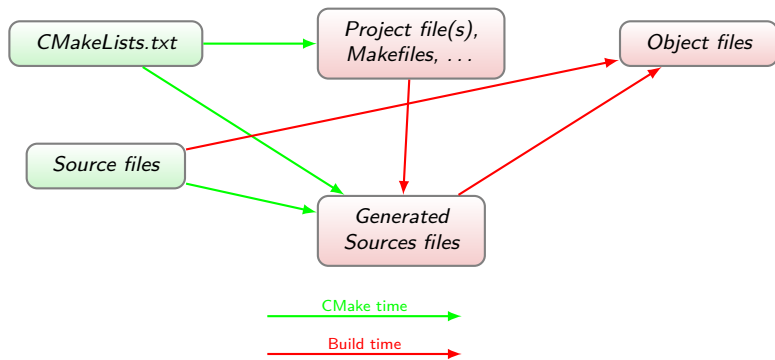 CMakeLists.txt
Project file(s),
Makefiles, . . .
Object files
Source files
Generated
Sources files
CMake time
Build time